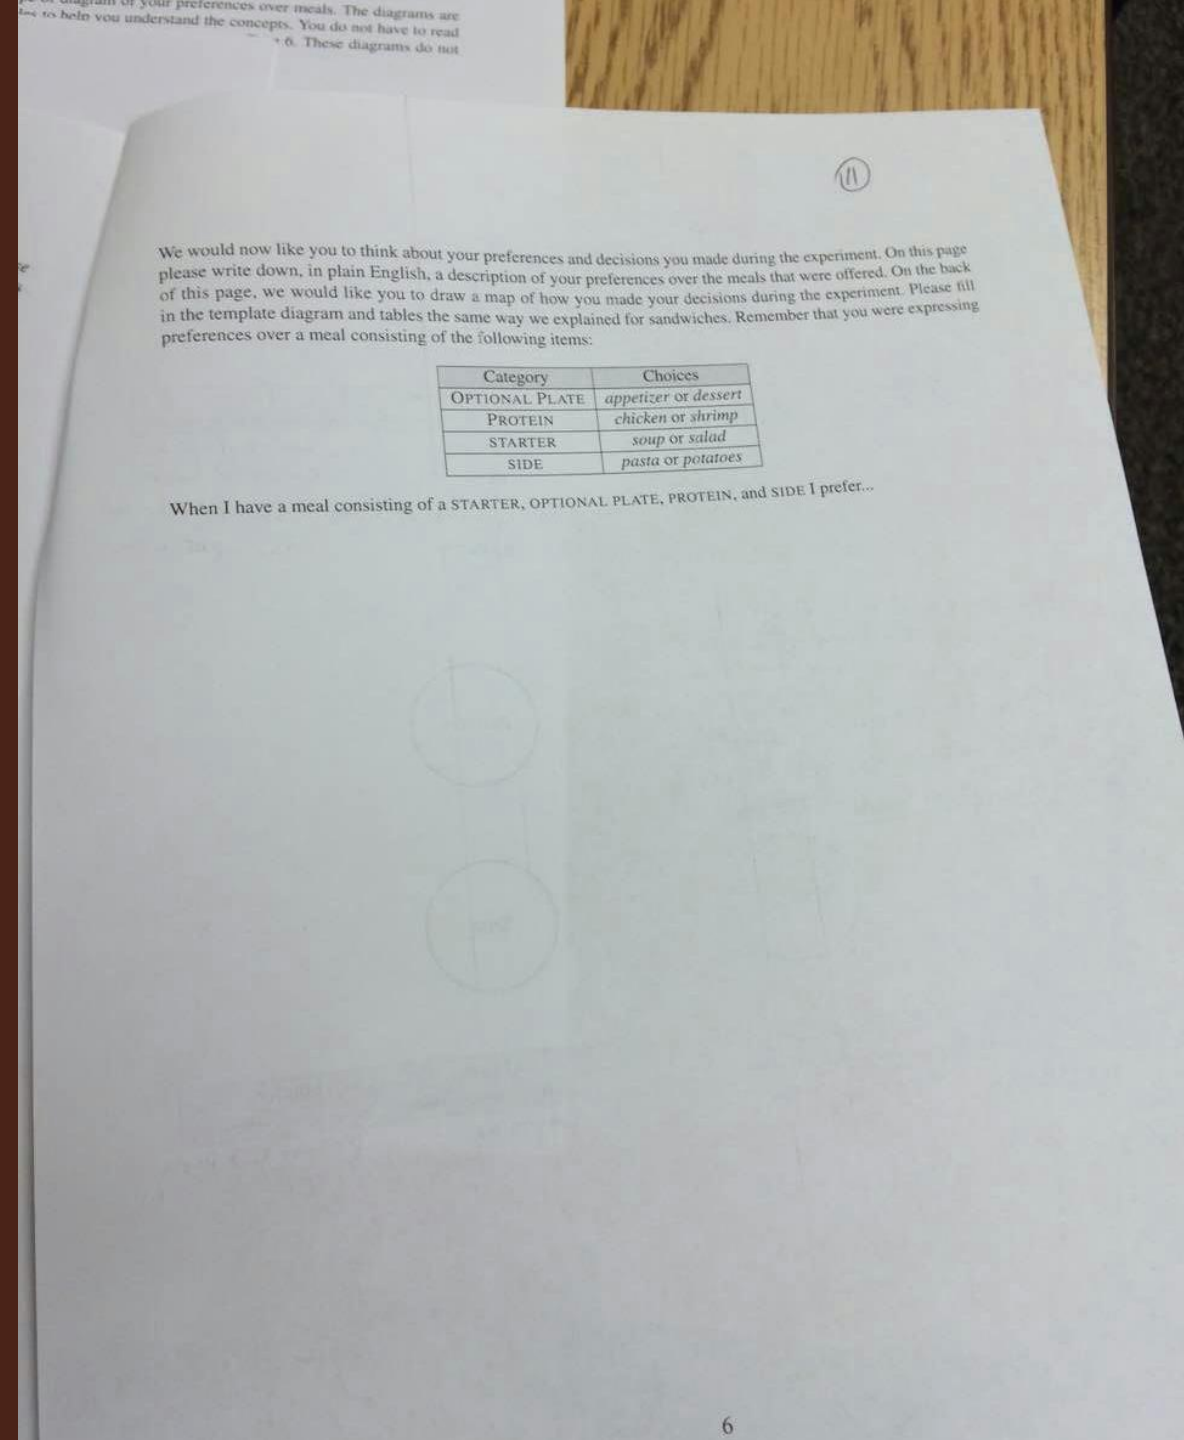 your preferences over meals. The diagrams are
to help you understand the concepts. You do not have to read
6. These diagrams do not
We would now like you to think about your preferences and decisions you made during the experiment. On this page
please write down, in plain English, a description of your preferences over the meals that were offered. On the back
of this page, we would like you to draw a map of how you made your decisions during the experiment. Please fill
in the template diagram and tables the same way we explained for sandwiches. Remember that you were expressing
preferences over a meal consisting of the following items:
Category Choices
OPTIONAL PLATE appetizer or dessert
PROTEIN chicken or shrimp
STARTER soup or salad
SIDE pasta or potatoes
When I have a meal consisting of a STARTER, OPTIONAL PLATE, PROTEIN, and SIDE I prefer...
6